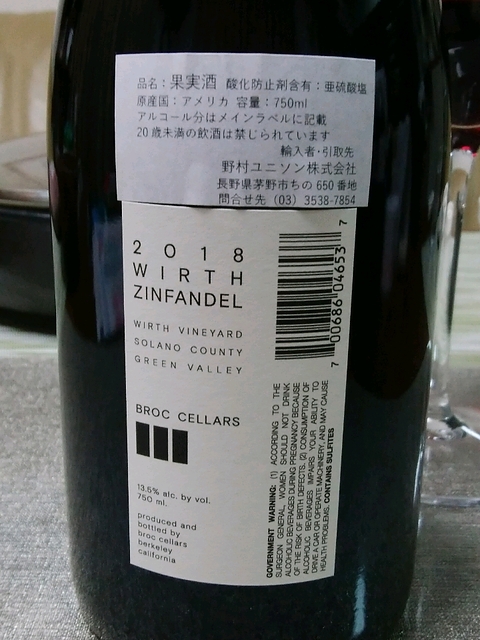 品名：果実酒 酸化防止剤含有：亜硫酸塩
原産国：アメリカ 容量：750ml
アルコール分はメインラベルに記載
20歳未満の飲酒は禁じられています
輸入者・引取先
野村ユニソン株式会社
長野県茅野市ちの650番地
問合せ先（03）3538-7854
2018
WIRTH
ZINFANDEL
WIRTH VINEYARD
SOLANO COUNTY
GREEN VALLEY
BROC CELLARS
13.5% alc. by vol.
750 ml.
produced and
bottled by
broc cellars
berkeley
california
7 00686 04653 7
GOVERNMENT WARNING: (1) ACCORDING TO THE
SURGEON GENERAL, WOMEN SHOULD NOT DRINK
ALCOHOLIC BEVERAGES DURING PREGNANCY BECAUSE
OF THE RISK OF BIRTH DEFECTS. (2) CONSUMPTION OF
ALCOHOLIC BEVERAGES IMPAIRS YOUR ABILITY TO
DRIVE A CAR OR OPERATE MACHINERY, AND MAY CAUSE
HEALTH PROBLEMS. CONTAINS SULFITES